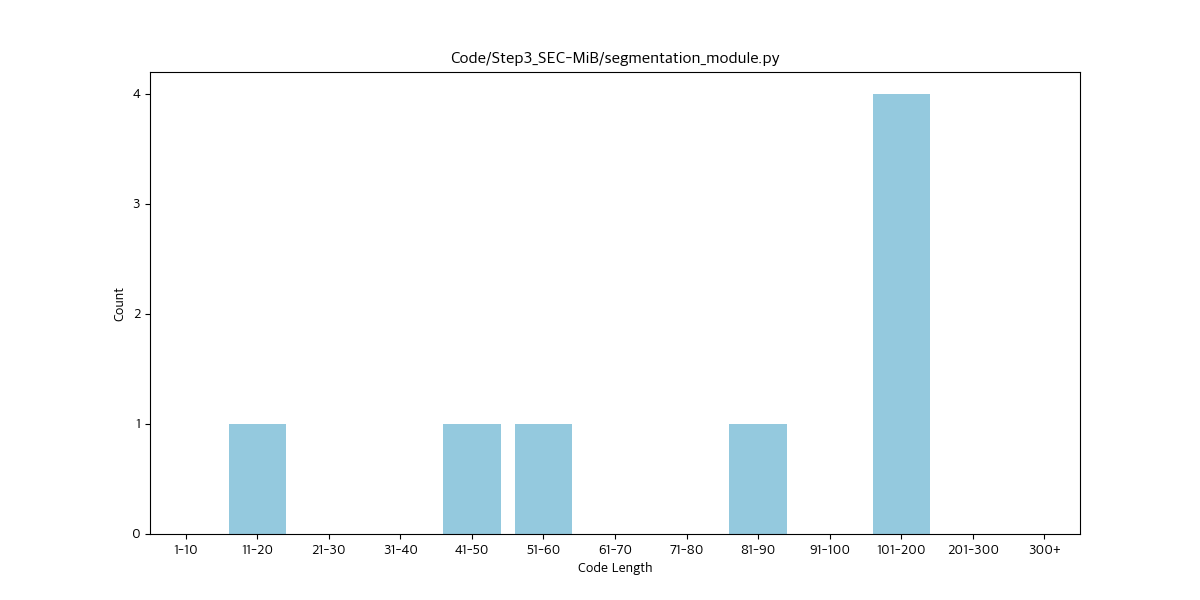 Code/Step3_SEC-MiB/segmentation_module.py
4
3
2
1
0
Count
1-10 11-20 21-30 31-40 41-50 51-60 61-70 71-80 81-90 91-100 101-200 201-300 300+
Code Length